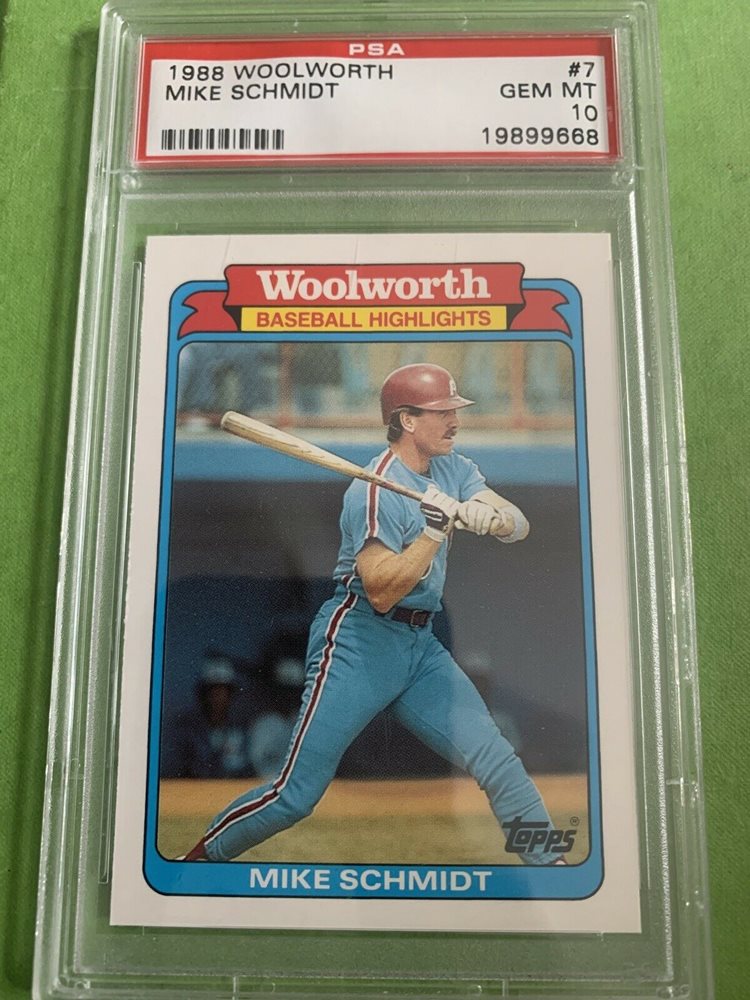 PSA
1988 WOOLWORTH #7
MIKE SCHMIDT GEM MT
10
19899668
Woolworth
BASEBALL HIGHLIGHTS
Topps®
MIKE SCHMIDT